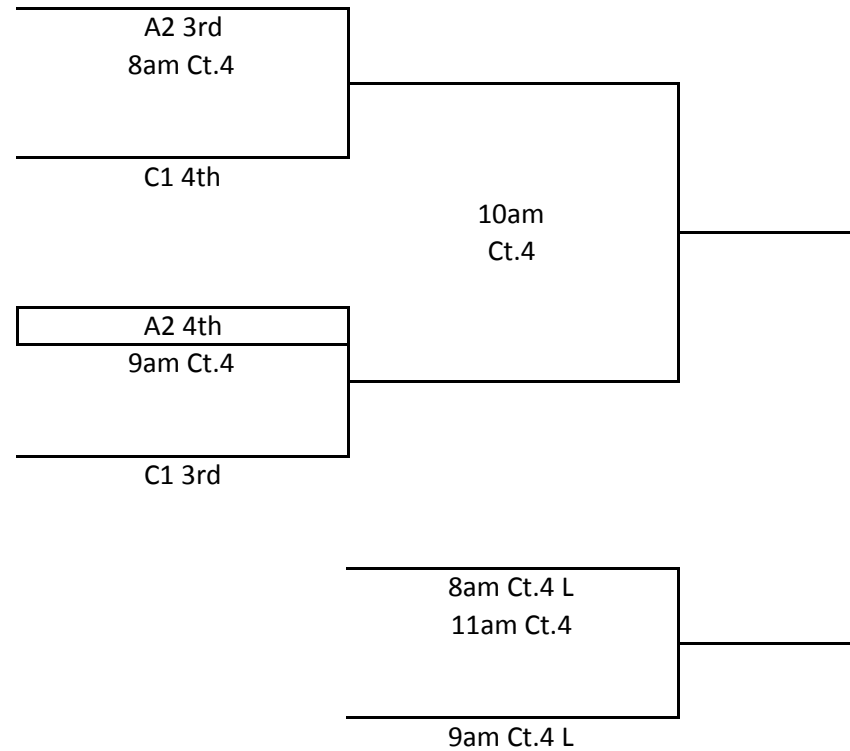 A2 3rd
8am Ct.4
C1 4th
10am
Ct.4
A2 4th
9am Ct.4
C1 3rd
8am Ct.4 L
11am Ct.4
9am Ct.4 L